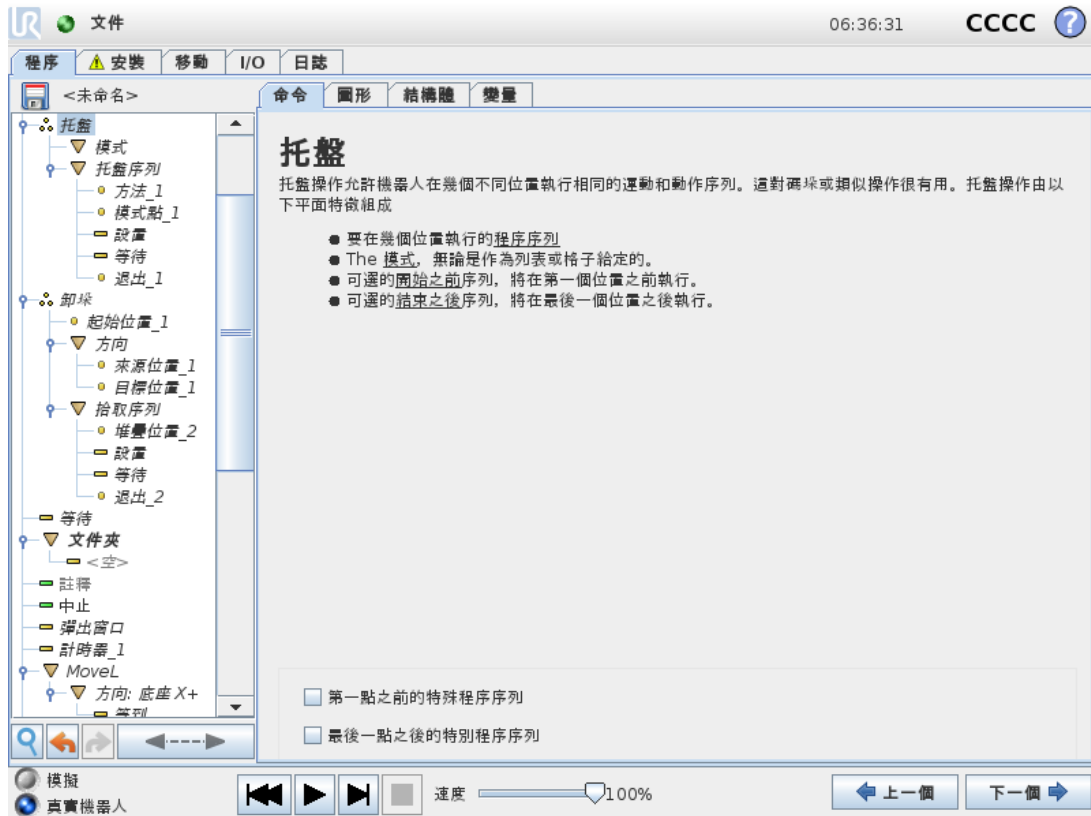 UR 文件 06:36:31 CCCC ?
程序 安裝 移動 I/O 日誌
<未命名>
命令 圖形 結構體 變量
托盤
模式
托盤序列
方法_1
模式點_1
設置
等待
退出_1
卸垛
起始位置_1
方向
來源位置_1
目標位置_1
拾取序列
堆疊位置_2
設置
等待
退出_2
等待
文件夾
<空>
註釋
中止
彈出窗口
計時器_1
MoveL
方向: 底座 X+
等到
托盤
托盤操作允許機器人在幾個不同位置執行相同的運動和動作序列。這對碼垛或類似操作很有用。托盤操作由以
下平面特徵組成
● 要在幾個位置執行的程序序列
● The 模式，無論是作為列表或格子給定的。
● 可選的開始之前序列，將在第一個位置之前執行。
● 可選的結束之後序列，將在最後一個位置之後執行。
第一點之前的特殊程序序列
最後一點之後的特別程序序列
模擬
真實機器人
速度 100%
上一個 下一個